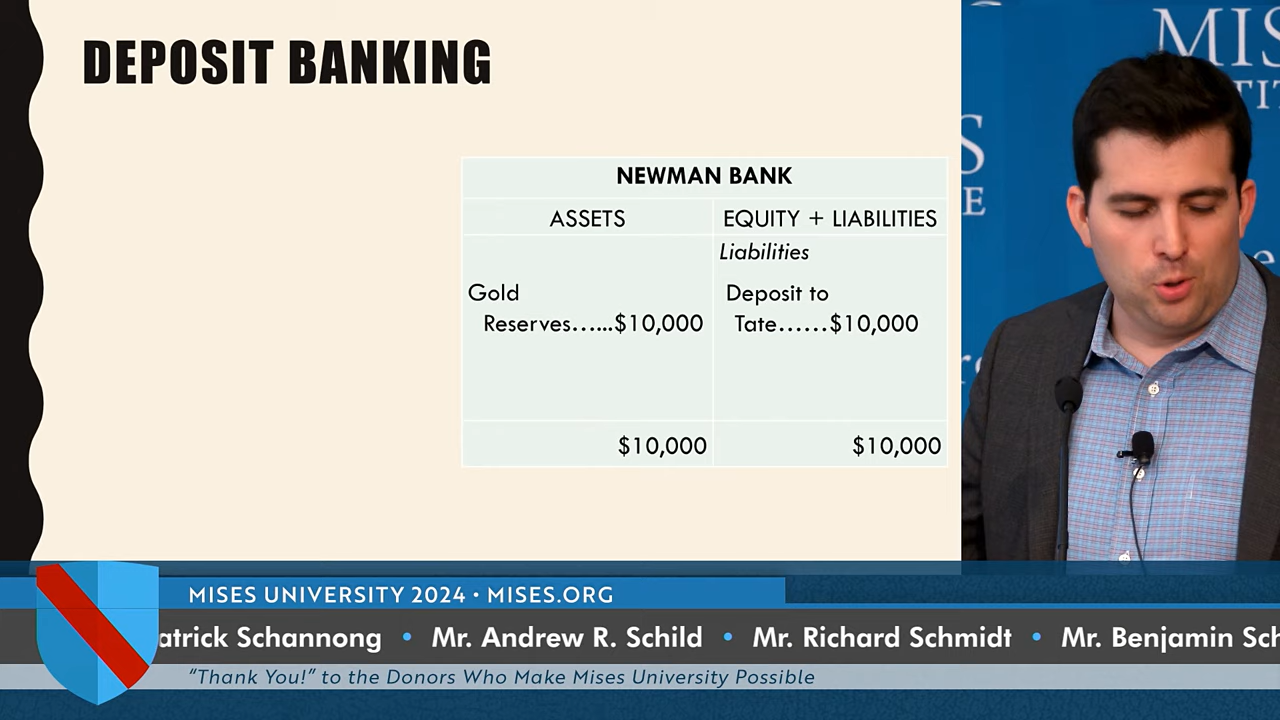 DEPOSIT BANKING
NEWMAN BANK
ASSETS
EQUITY + LIABILITIES
Liabilities
Gold
Reserves…...$10,000
Deposit to
Tate……$10,000
$10,000
$10,000
MIS
MISES UNIVERSITY 2024 • MISES.ORG
atrick Schannong • Mr. Andrew R. Schild • Mr. Richard Schmidt • Mr. Benjamin Sch
“Thank You!” to the Donors Who Make Mises University Possible